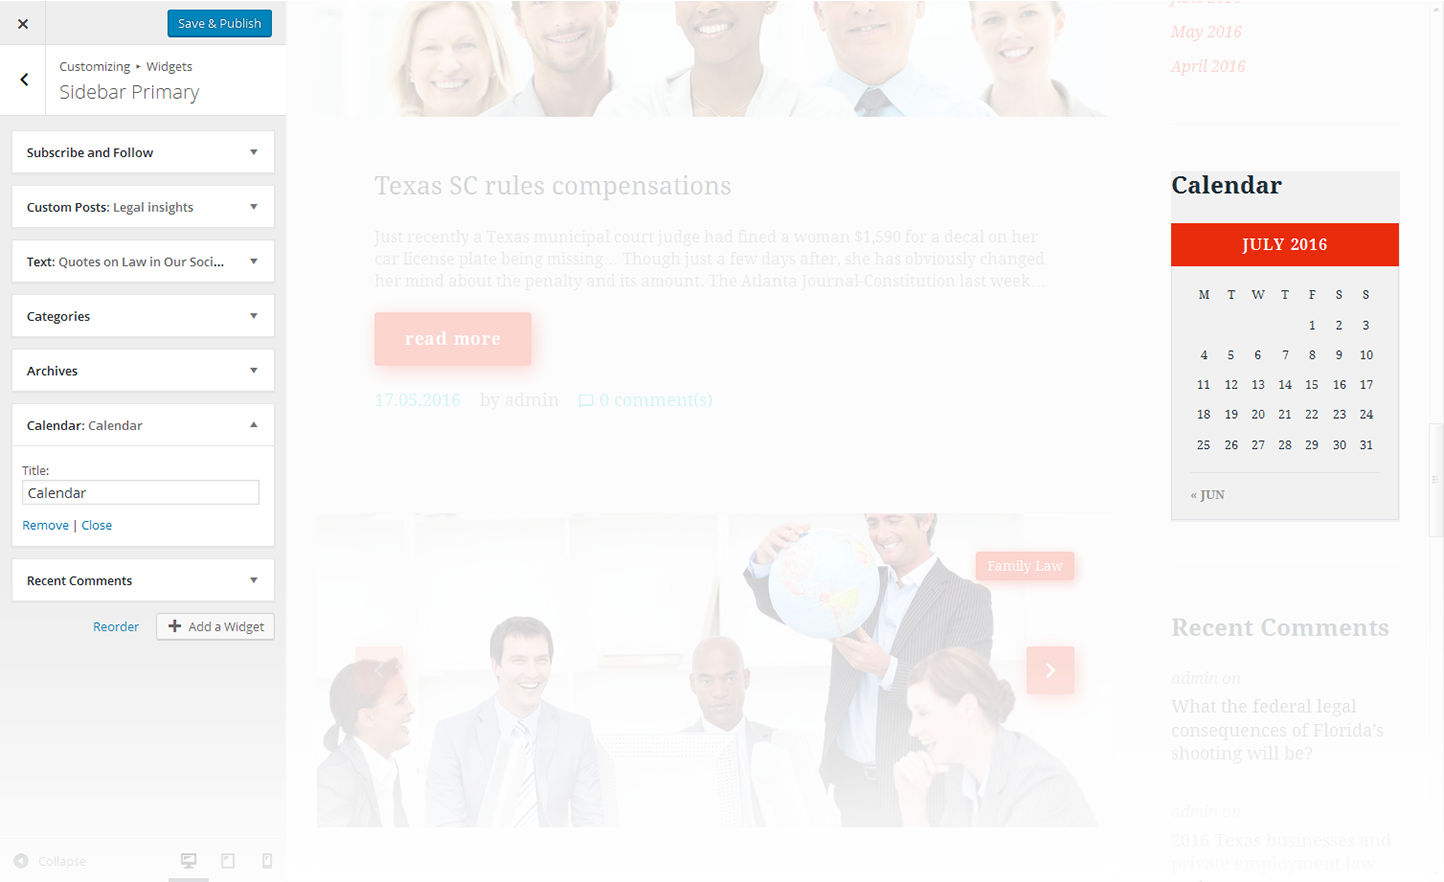 Save & Publish
Customizing ▸ Widgets
Sidebar Primary
Subscribe and Follow
Custom Posts: Legal insights
Text: Quotes on Law in Our Soci...
Categories
Archives
Calendar: Calendar
Title:
Calendar
Remove | Close
Recent Comments
Reorder
Add a Widget
Collapse
Texas SC rules compensations
Just recently a Texas municipal court judge had fined a woman $1,590 for a decal on her
car license plate being missing… Though just a few days after, she has obviously changed
her mind about the penalty and its amount. The Atlanta Journal-Constitution last week…
read more
17.05.2016 by admin 0 comment(s)
Family Law
June 2016
May 2016
April 2016
Calendar
JULY 2016
M T W T F S S
1 2 3
4 5 6 7 8 9 10
11 12 13 14 15 16 17
18 19 20 21 22 23 24
25 26 27 28 29 30 31
« JUN
Recent Comments
admin on
What the federal legal
consequences of Florida’s
shooting will be?
admin on
2016 Texas businesses and
private employment law